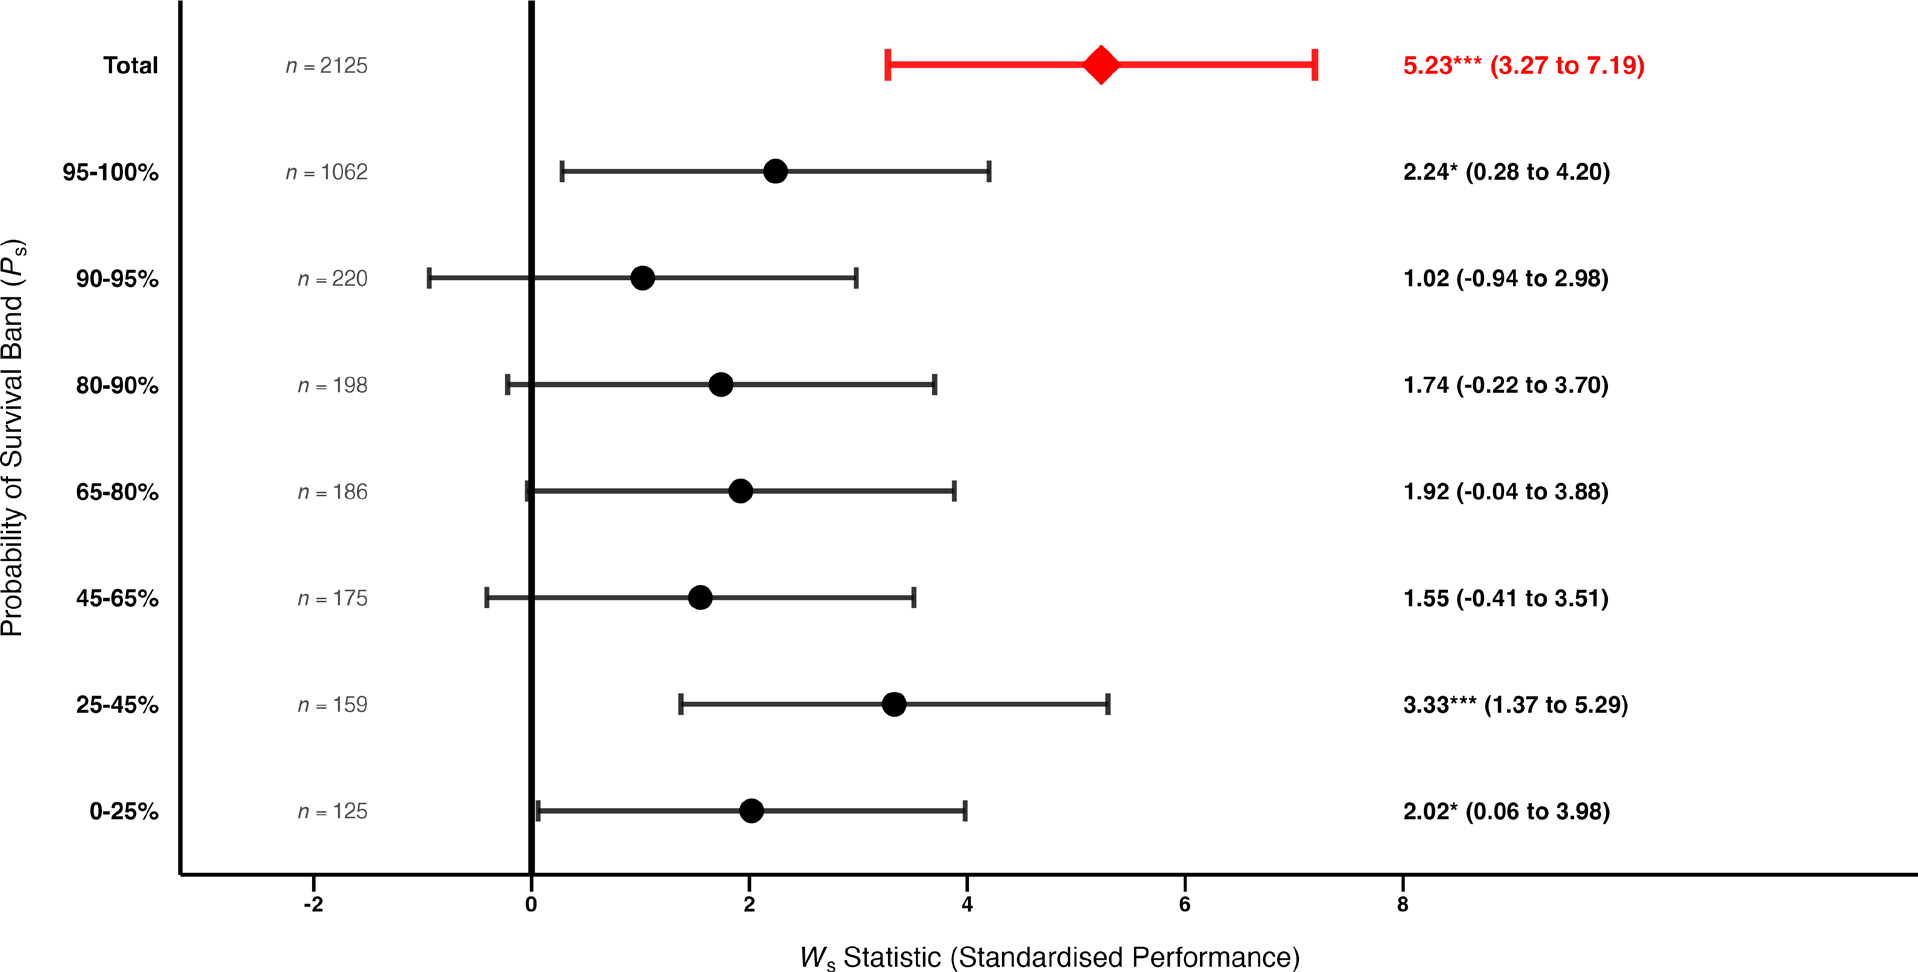 Total n = 2125 5.23*** (3.27 to 7.19)
95-100% n = 1062 2.24* (0.28 to 4.20)
90-95% n = 220 1.02 (-0.94 to 2.98)
80-90% n = 198 1.74 (-0.22 to 3.70)
65-80% n = 186 1.92 (-0.04 to 3.88)
45-65% n = 175 1.55 (-0.41 to 3.51)
25-45% n = 159 3.33*** (1.37 to 5.29)
0-25% n = 125 2.02* (0.06 to 3.98)
Probability of Survival Band (Ps)
-2 0 2 4 6 8
Ws Statistic (Standardised Performance)